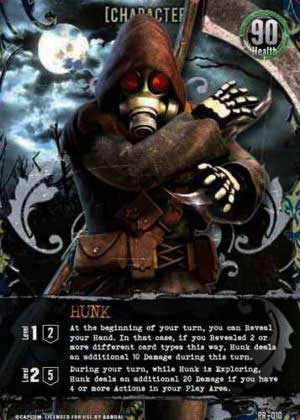 [CHARACTER]
90
Health
HUNK
Level 1 2
At the beginning of your turn, you can Reveal
your Hand. In that case, if you Revealed 2 or
more different card types this way, Hunk deals
an additional 10 Damage during this turn.
Level 2 5
During your turn, while Hunk is Exploring,
Hunk deals an additional 20 Damage if you have
4 or more Actions in your Play Area.
©CAPCOM. LICENSED FOR USE BY BANDAI
PR-010